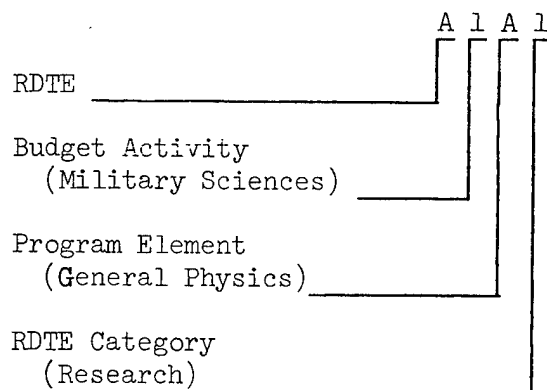 A 1 A 1
RDTE
Budget Activity
(Military Sciences)
Program Element
(General Physics)
RDTE Category
(Research)